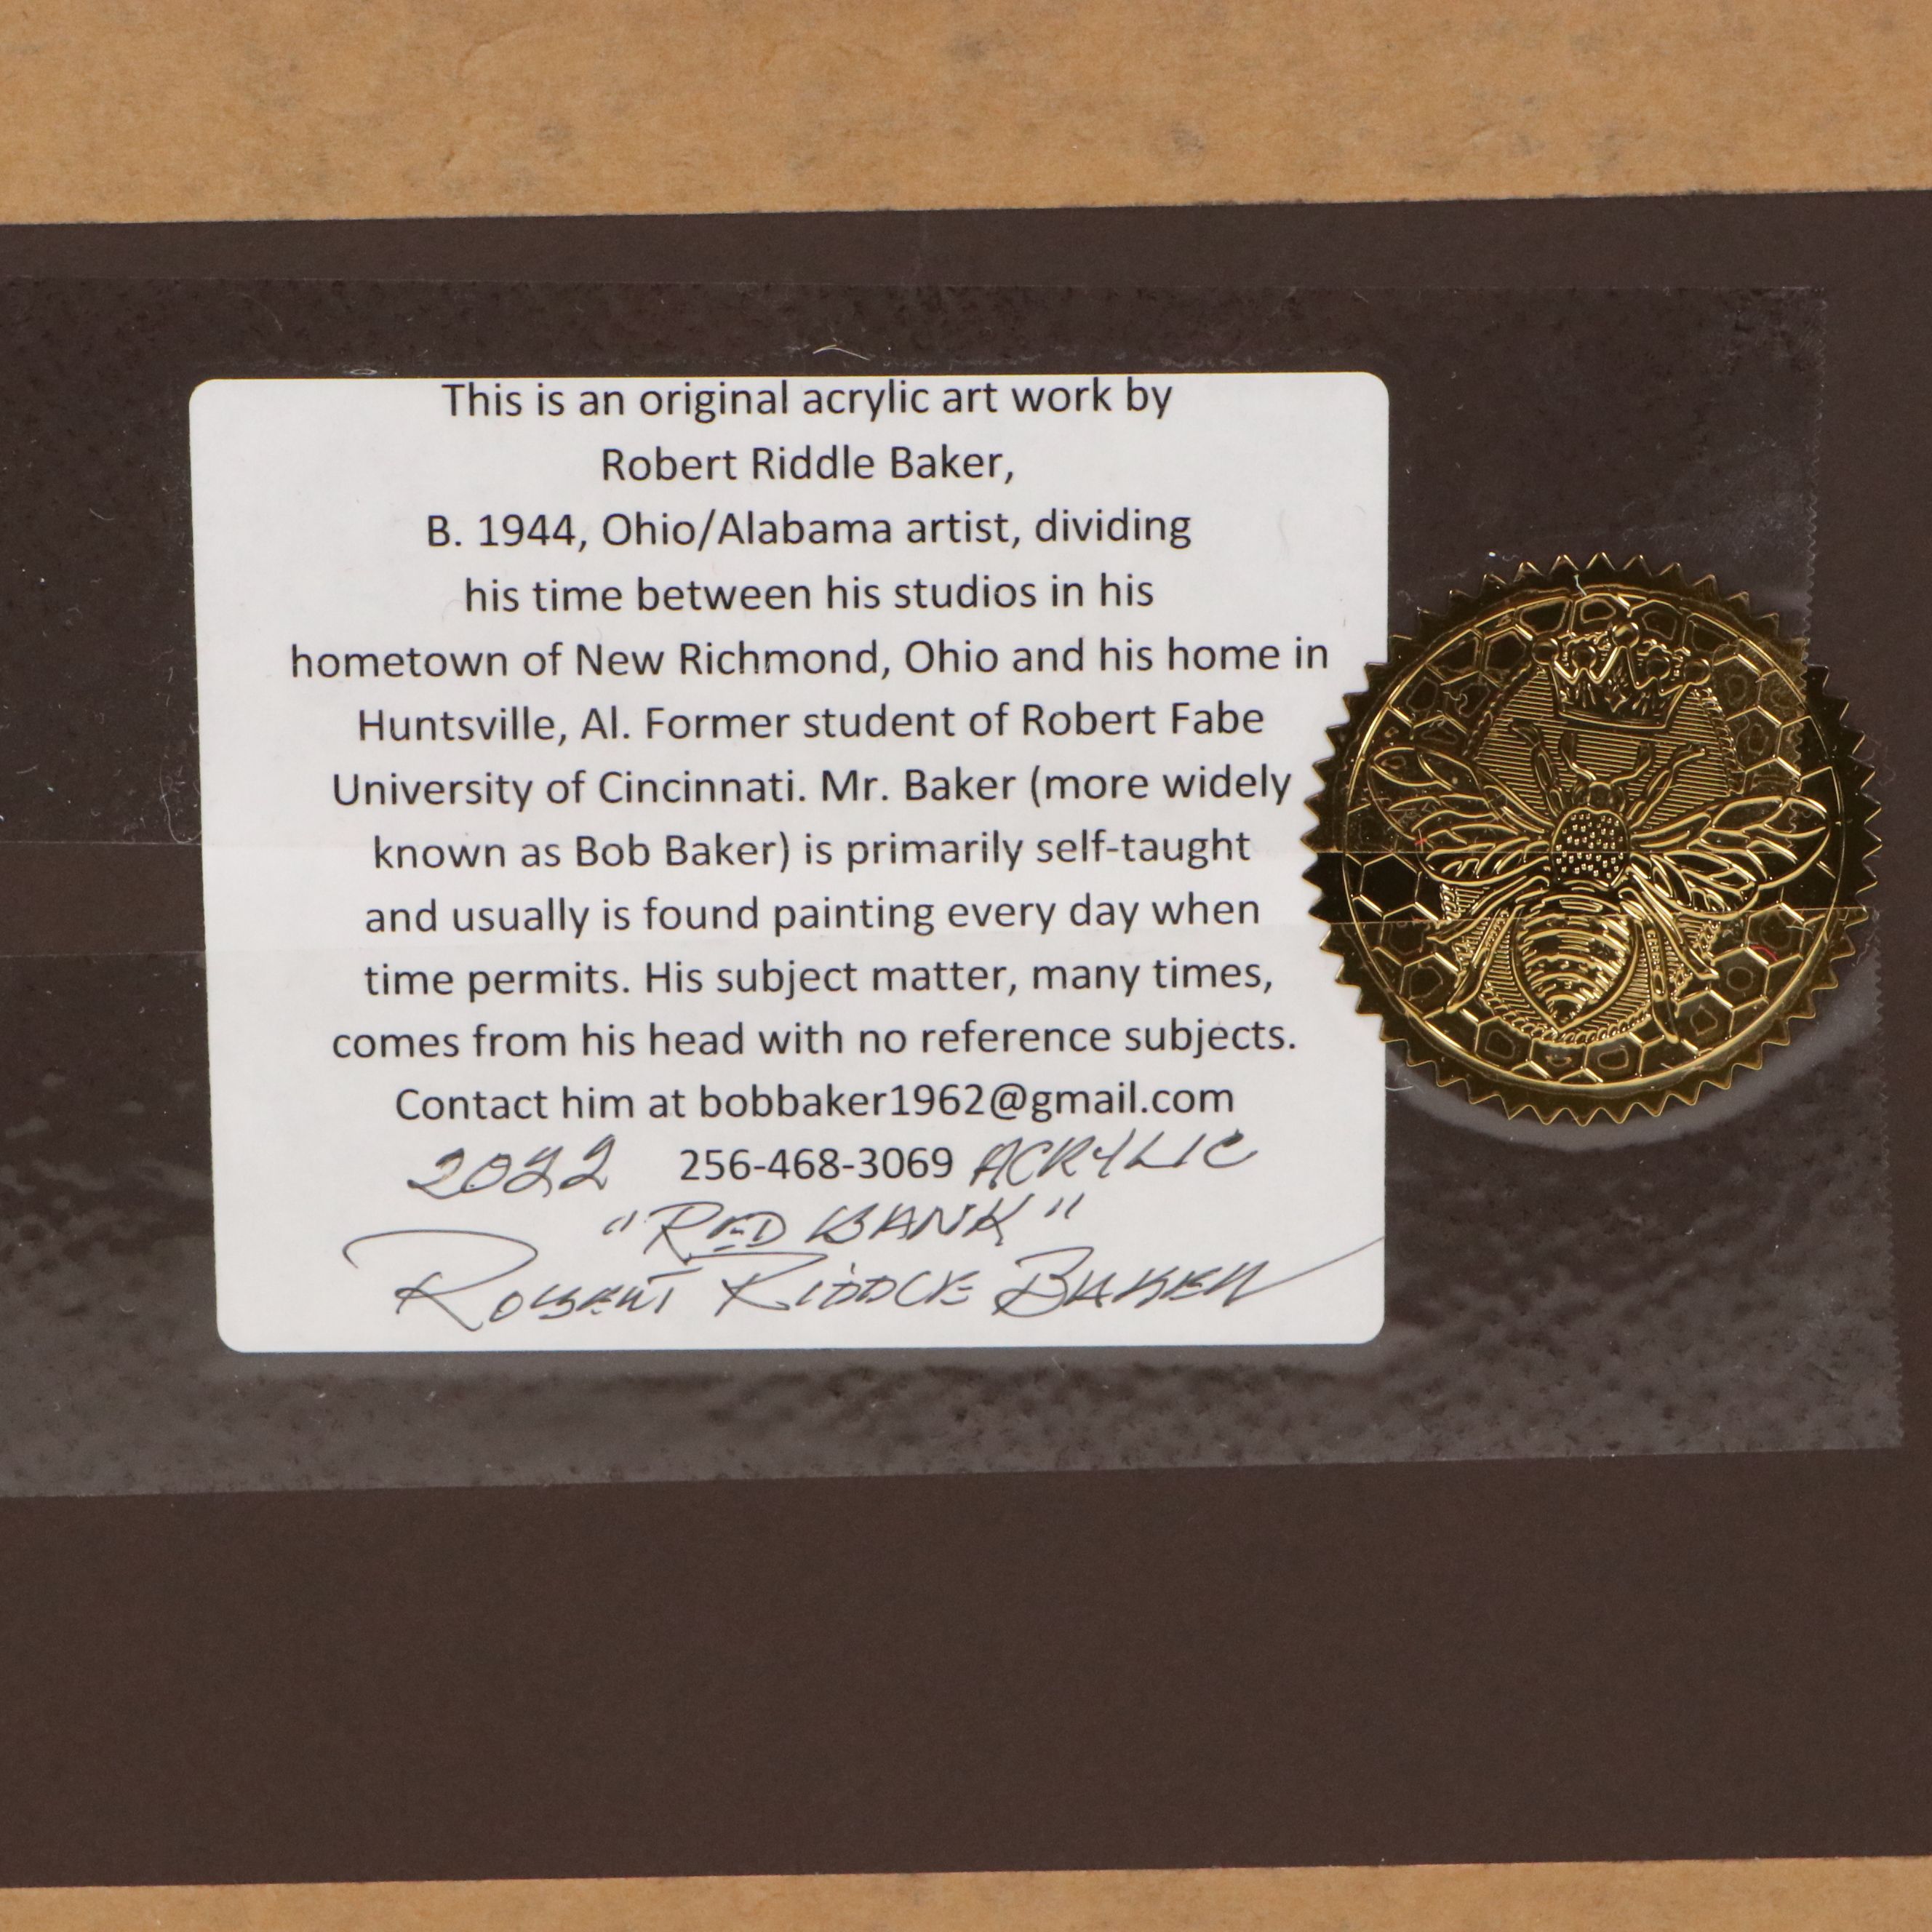 This is an original acrylic art work by
Robert Riddle Baker,
B. 1944, Ohio/Alabama artist, dividing
his time between his studios in his
hometown of New Richmond, Ohio and his home in
Huntsville, Al. Former student of Robert Fabe
University of Cincinnati. Mr. Baker (more widely
known as Bob Baker) is primarily self-taught
and usually is found painting every day when
time permits. His subject matter, many times,
comes from his head with no reference subjects.
Contact him at bobbaker1962@gmail.com
2022 256-468-3069 ACRYLIC
"RED BANK"
ROBERT RIDDLE BAKER